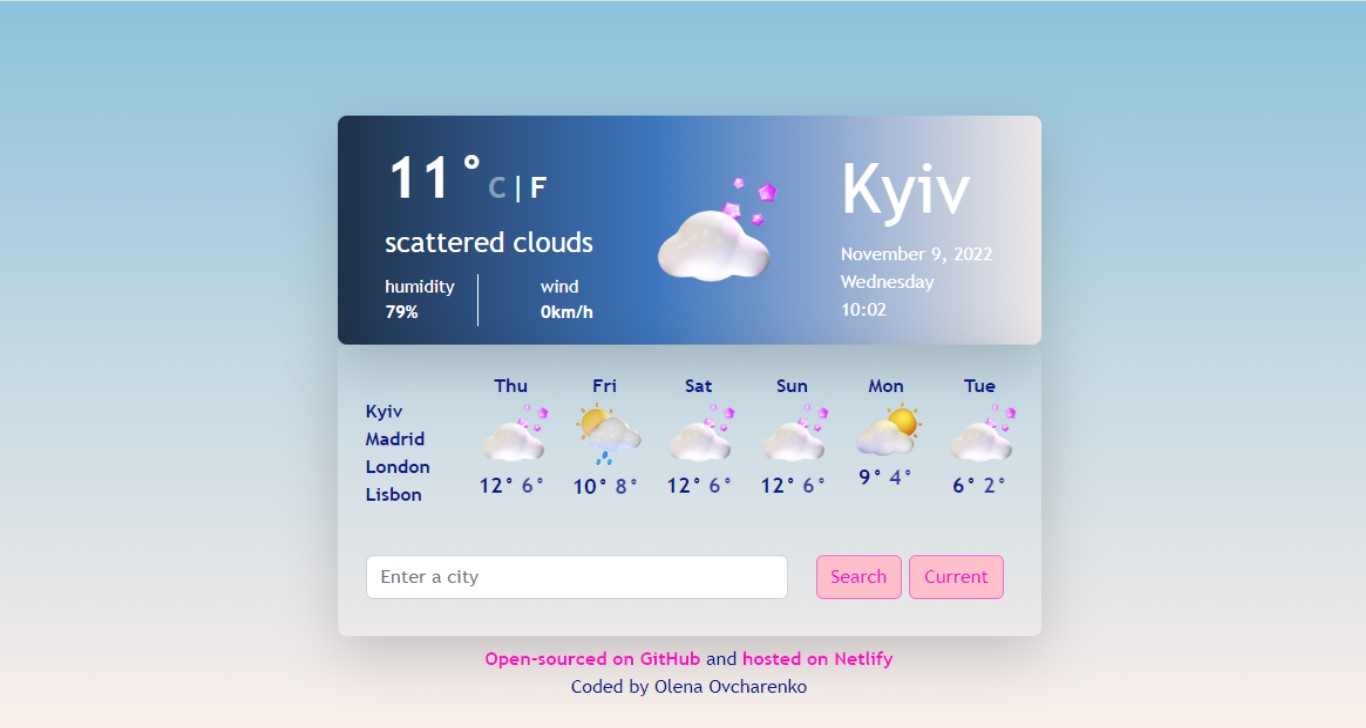 11° C | F
scattered clouds
humidity wind
79% 0km/h
Kyiv
November 9, 2022
Wednesday
10:02
Kyiv
Madrid
London
Lisbon
Thu Fri Sat Sun Mon Tue
12° 6° 10° 8° 12° 6° 12° 6° 9° 4° 6° 2°
Enter a city Search Current
Open-sourced on GitHub and hosted on Netlify
Coded by Olena Ovcharenko